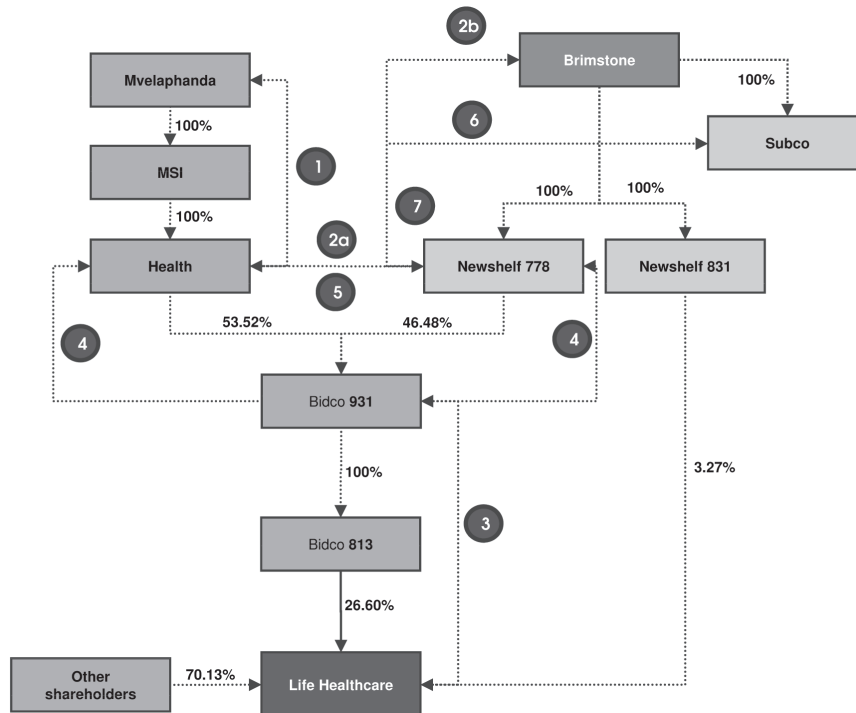 2b
Brimstone
Mvelaphanda
100%
100%
6
Subco
MSI
1
100%
100%
100%
7
2a
Health
Newshelf 778
Newshelf 831
5
53.52%
46.48%
4
4
Bidco 931
100%
3.27%
3
Bidco 813
26.60%
Other
shareholders
70.13%
Life Healthcare